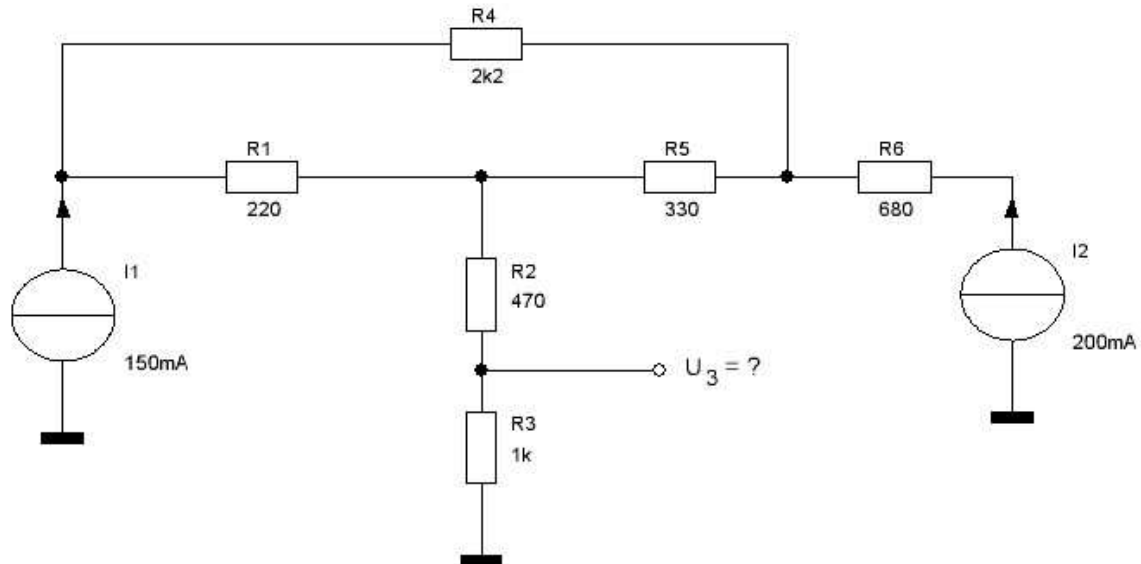 R4
2k2
R1
220
R5
330
R6
680
I1
150mA
R2
470
I2
200mA
U3 = ?
R3
1k